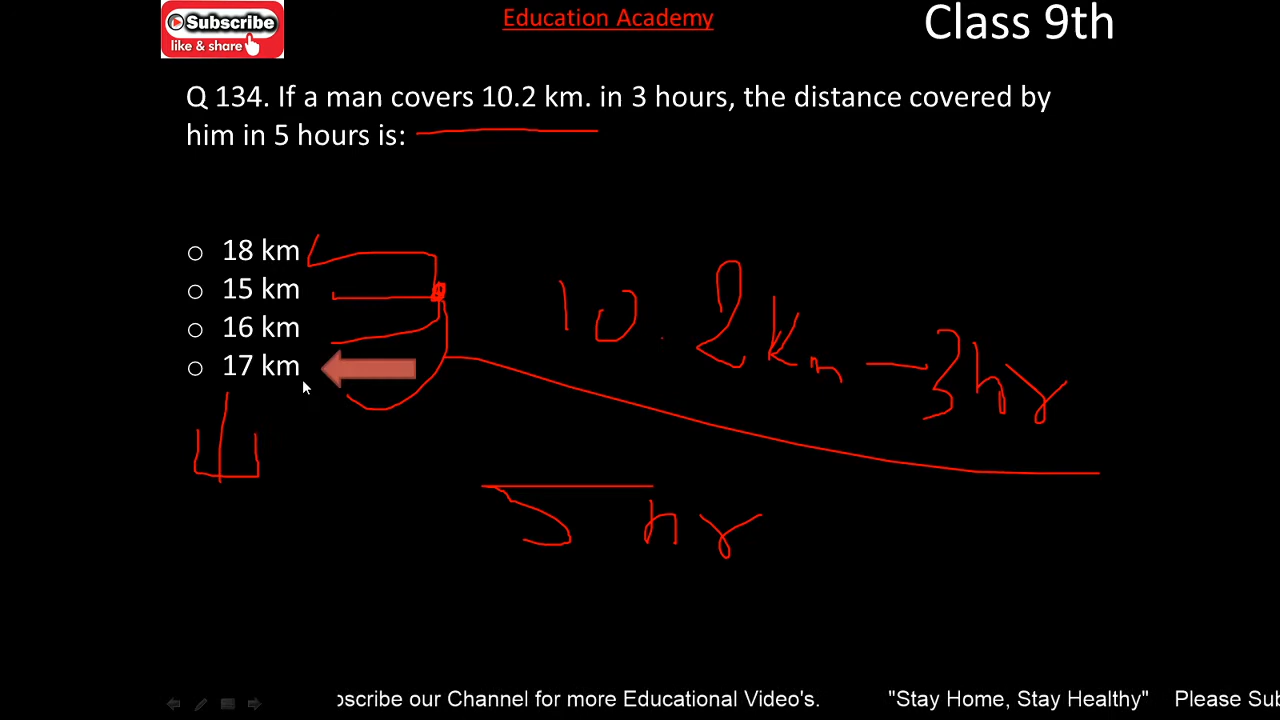 Subscribe
like & share
Education Academy
Class 9th
Q 134. If a man covers 10.2 km. in 3 hours, the distance covered by
him in 5 hours is:
18 km
15 km
16 km
17 km
10.2 km — 3 hr
5 hr
bscribe our Channel for more Educational Video's. "Stay Home, Stay Healthy" Please Sub